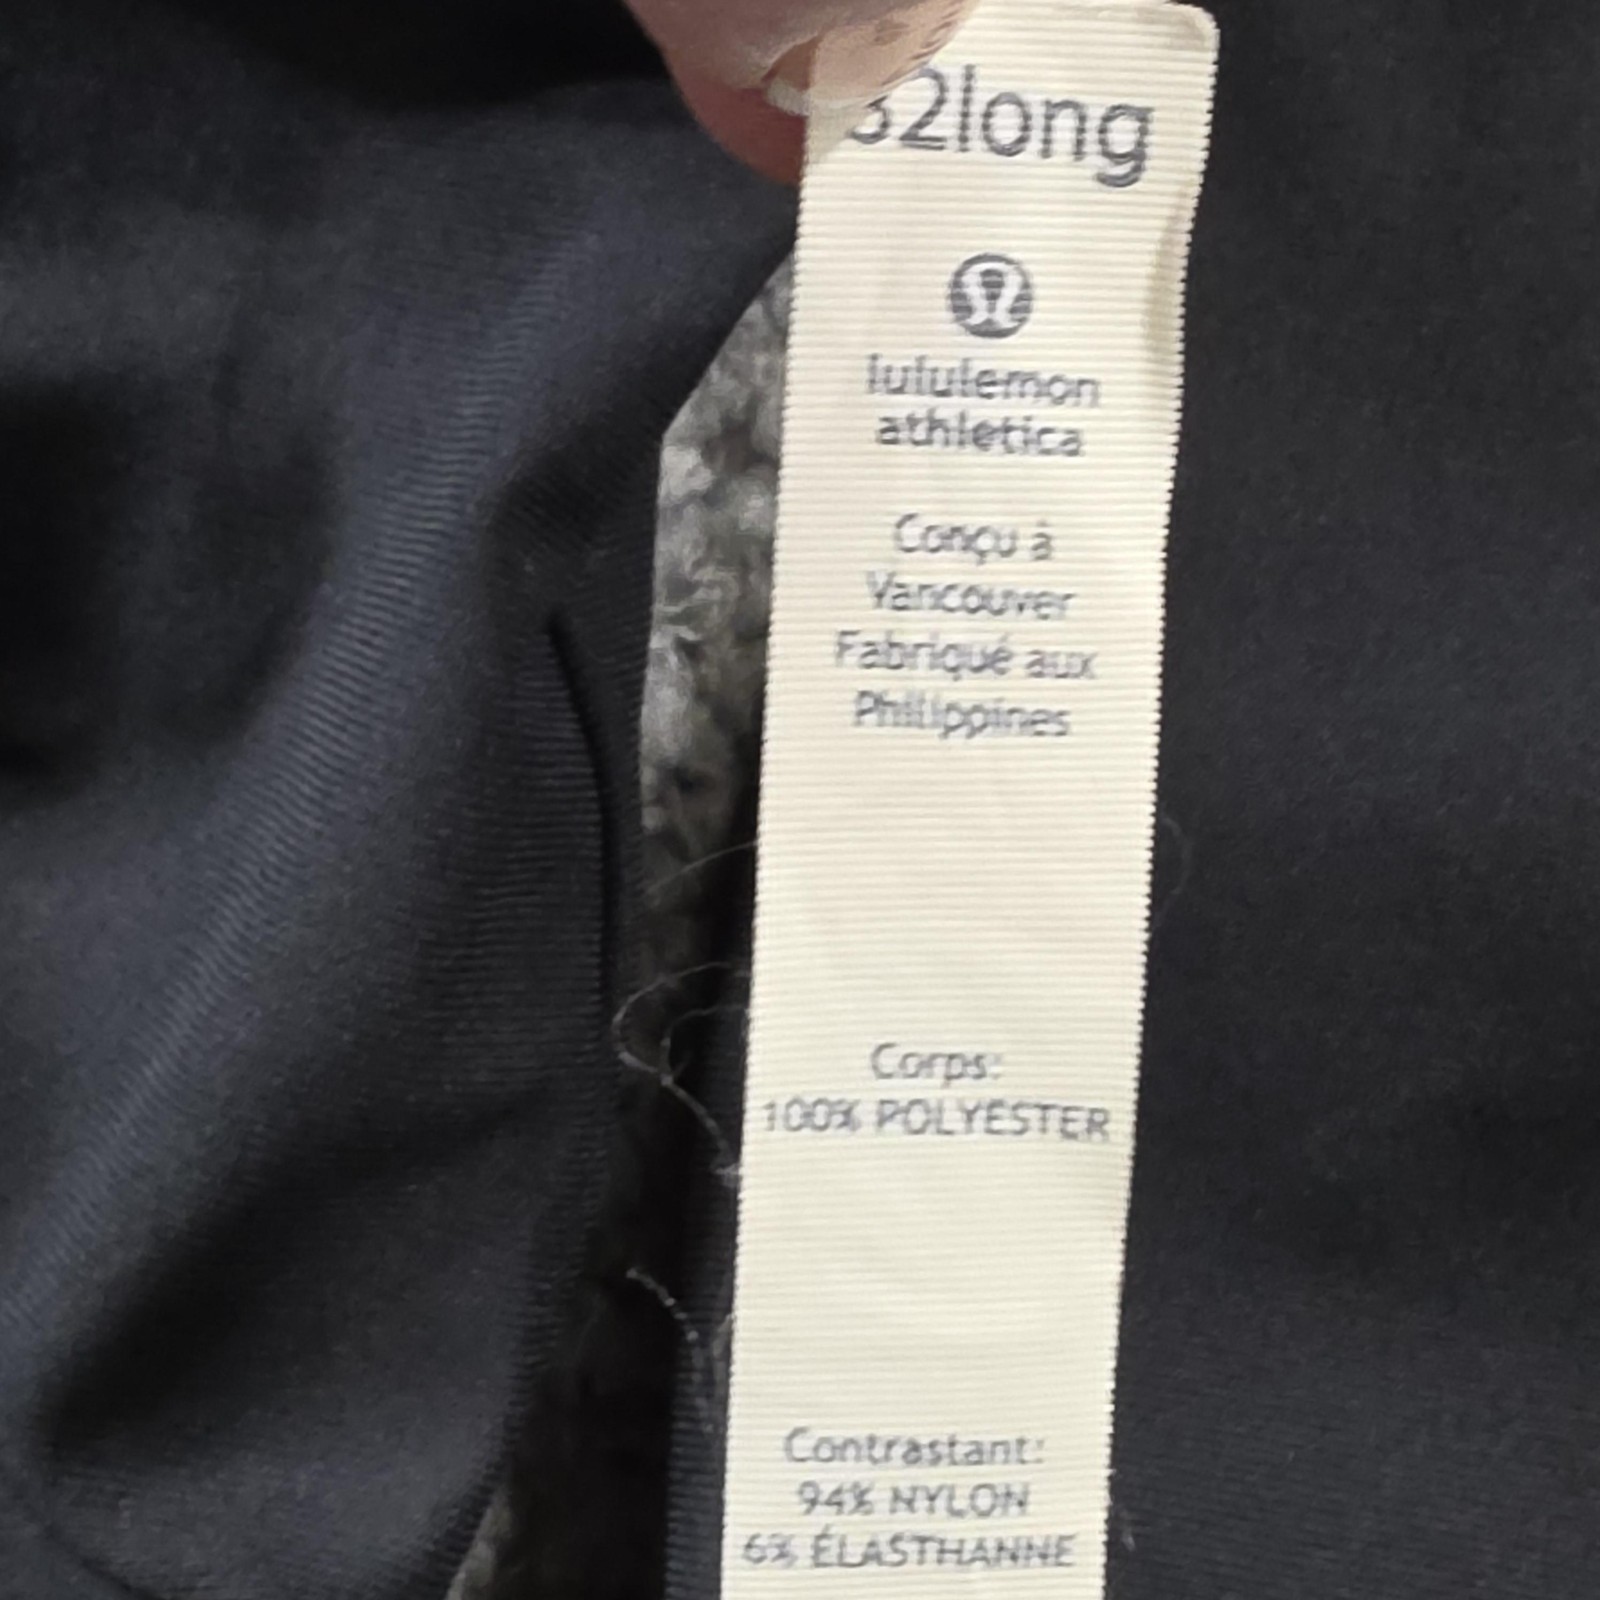 32long
lululemon
athletica
Conçu à
Vancouver
Fabriqué aux
Philippines
Corps:
100% POLYESTER
Contrastant:
94% NYLON
6% ÉLASTHANNE